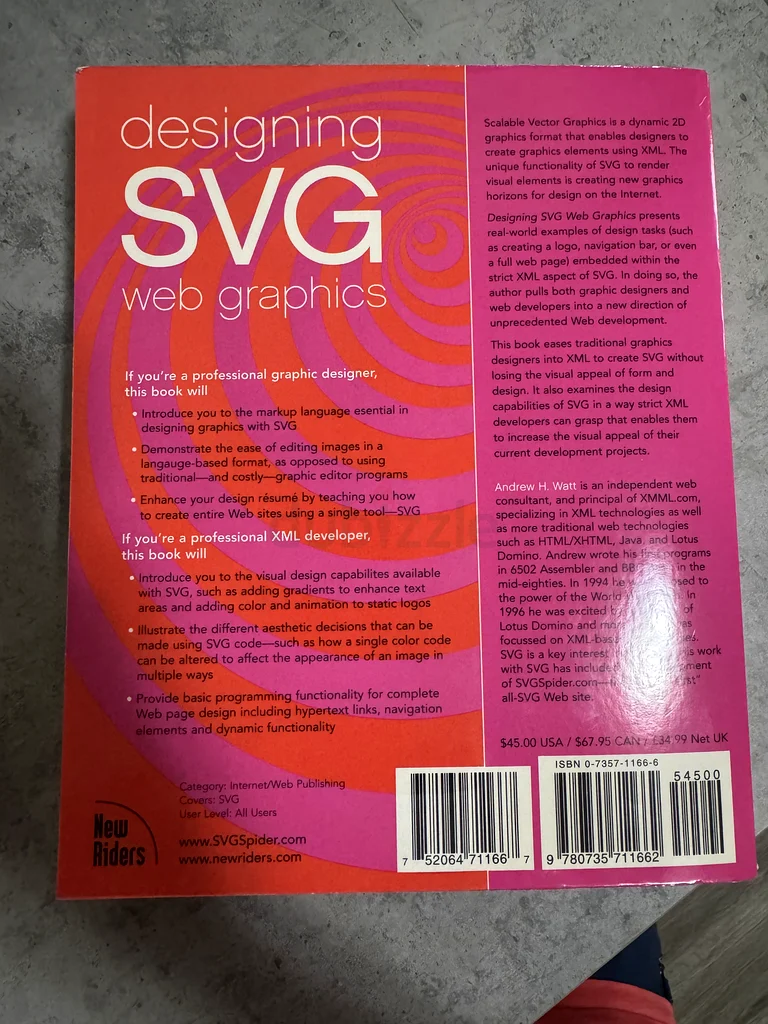 designing
SVG
web graphics
If you're a professional graphic designer,
this book will
• Introduce you to the markup language esential in
designing graphics with SVG
• Demonstrate the ease of editing images in a
langauge-based format, as opposed to using
traditional—and costly—graphic editor programs
• Enhance your design résumé by teaching you how
to create entire Web sites using a single tool—SVG
If you're a professional XML developer,
this book will
• Introduce you to the visual design capabilites available
with SVG, such as adding gradients to enhance text
areas and adding color and animation to static logos
• Illustrate the different aesthetic decisions that can be
made using SVG code—such as how a single color code
can be altered to affect the appearance of an image in
multiple ways
• Provide basic programming functionality for complete
Web page design including hypertext links, navigation
elements and dynamic functionality
Category: Internet/Web Publishing
Covers: SVG
User Level: All Users
www.SVGSpider.com
www.newriders.com
New
Riders
Scalable Vector Graphics is a dynamic 2D
graphics format that enables designers to
create graphics elements using XML. The
unique functionality of SVG to render
visual elements is creating new graphics
horizons for design on the Internet.
Designing SVG Web Graphics presents
real-world examples of design tasks (such
as creating a logo, navigation bar, or even
a full web page) embedded within the
strict XML aspect of SVG. In doing so, the
author pulls both graphic designers and
web developers into a new direction of
unprecedented Web development.
This book eases traditional graphics
designers into XML to create SVG without
losing the visual appeal of form and
design. It also examines the design
capabilities of SVG in a way strict XML
developers can grasp that enables them
to increase the visual appeal of their
current development projects.
Andrew H. Watt is an independent web
consultant, and principal of XMML.com,
specializing in XML technologies as well
as more traditional web technologies
such as HTML/XHTML, Java, and Lotus
Domino. Andrew wrote his first programs
in 6502 Assembler and BBC in the
mid-eighties. In 1994 he to
the power of the World In
1996 he was excited of
Lotus Domino and
focussed on
SVG is a key interest work
with SVG has
of SVGSpider.com—
all-SVG Web site.
$45.00 USA / $67.95 CAN / £34.99 Net UK
7 52064 71166 7
ISBN 0-7357-1166-6
54500
9 780735 711662